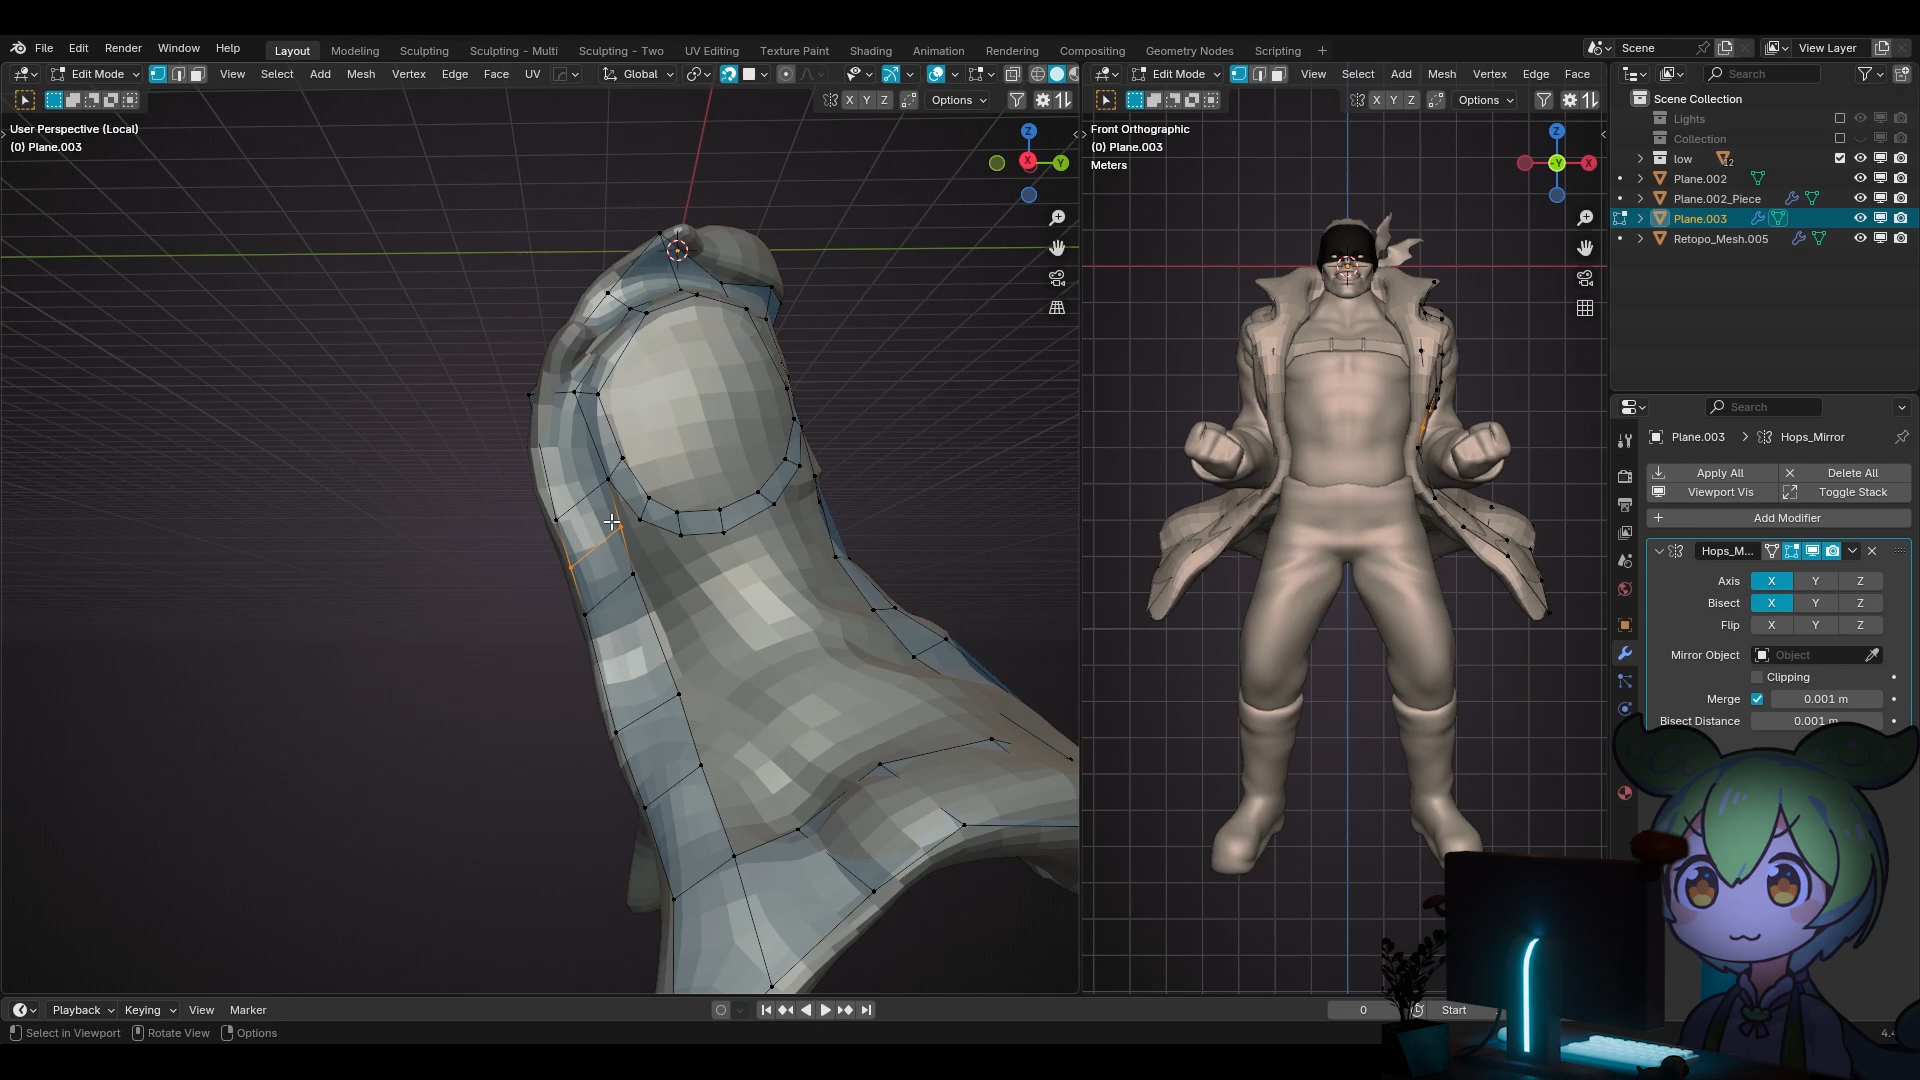 File Edit Render Window Help Layout Modeling Sculpting Sculpting - Multi Sculpting - Two UV Editing Texture Paint Shading Animation Rendering Compositing Geometry Nodes Scripting + Scene View Layer
Edit Mode View Select Add Mesh Vertex Edge Face UV Global Edit Mode View Select Add Mesh Vertex Edge Face Search
X Y Z Options X Y Z Options Scene Collection
Lights
User Perspective (Local) Front Orthographic Z Z
(0) Plane.003 (0) Plane.003 Collection
X Y Meters -Y X low 12
Plane.002
Plane.002_Piece
Plane.003
Retopo_Mesh.005
Search
Plane.003 Hops_Mirror
Apply All Delete All
Viewport Vis Toggle Stack
Add Modifier
Hops_M...
Axis X Y Z
Bisect X Y Z
Flip X Y Z
Mirror Object Object
Clipping
Merge 0.001 m
Bisect Distance 0.001 m
Playback Keying View Marker 0 Start
Select in Viewport Rotate View Options 4.4